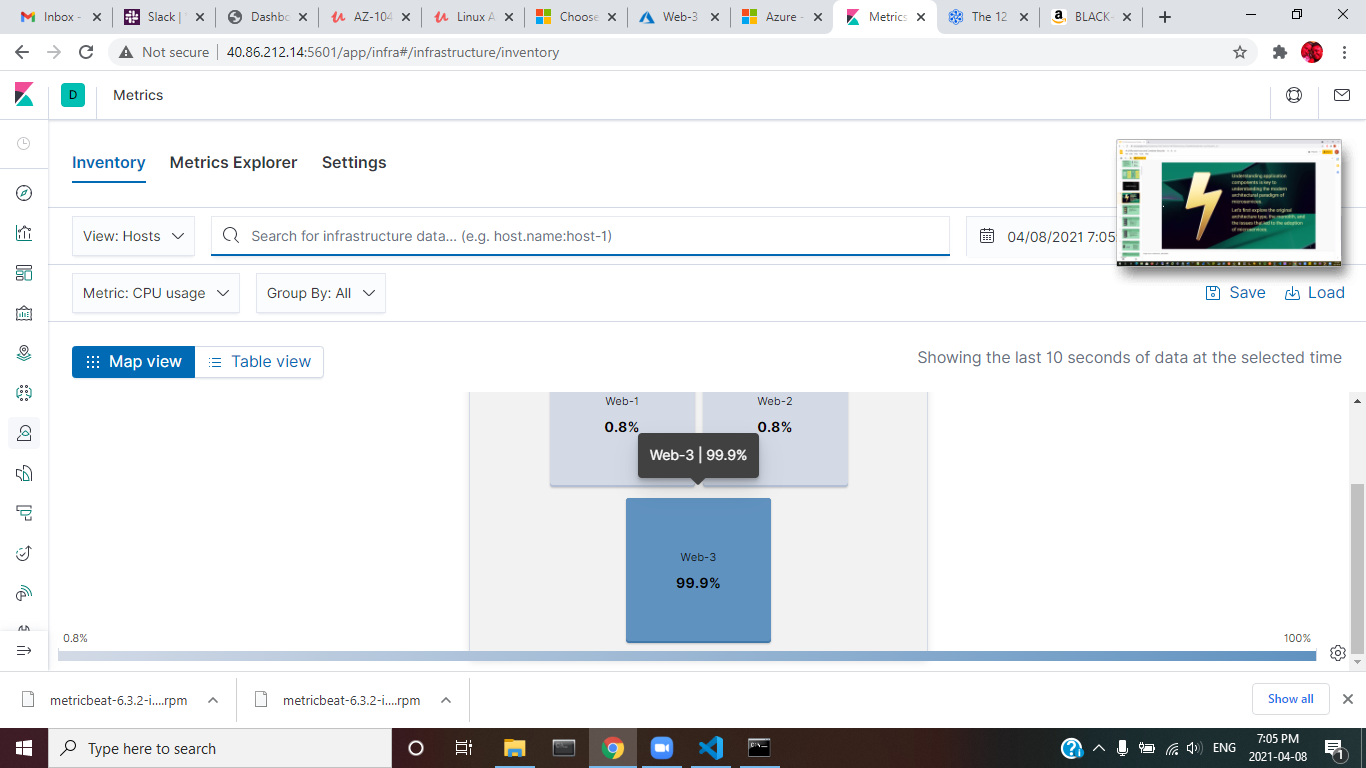 Inbox -
Slack |
Dashbo
AZ-104
Linux A
Choose
Web-3
Azure -
Metrics
The 12
BLACK-
Not secure
40.86.212.14:5601/app/infra#/infrastructure/inventory
D
Metrics
Inventory Metrics Explorer Settings
Understanding application
components is key to
understanding the modern
architectural paradigm of
microservices.
Let's first explore the original
architecture type, the monolith, and
the issues that led to the adoption
of microservices.
View: Hosts
Search for infrastructure data... (e.g. host.name:host-1)
04/08/2021 7:05
Metric: CPU usage
Group By: All
Save
Load
Map view
Table view
Showing the last 10 seconds of data at the selected time
Web-1
0.8%
Web-2
0.8%
Web-3 | 99.9%
Web-3
99.9%
0.8%
100%
metricbeat-6.3.2-i....rpm
metricbeat-6.3.2-i....rpm
Show all
Type here to search
ENG
7:05 PM
2021-04-08
1